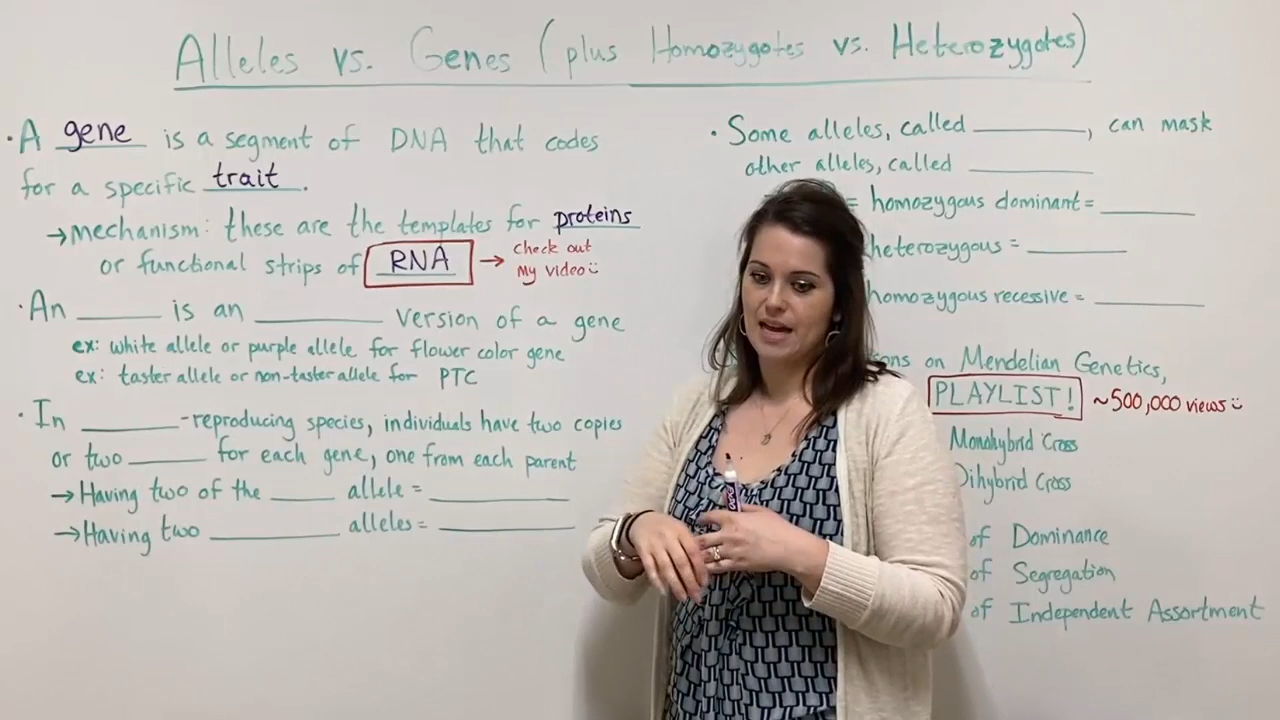 Alleles vs. Genes (plus Homozygotes vs. Heterozygotes)
• A gene is a segment of DNA that codes
for a specific trait.
→ mechanism: these are the templates for proteins
or functional strips of RNA → Check out
my video
• An ______ is an ______ version of a gene
ex: white allele or purple allele for flower color gene
ex: taster allele or non-taster allele for PTC
• In ______-reproducing species, individuals have two copies
or two ______ for each gene, one from each parent
→ Having two of the ______ allele = ______
→ Having two ______ alleles = ______
• Some alleles, called ______, can mask
other alleles, called ______
= homozygous dominant = ______
heterozygous = ______
homozygous recessive = ______
on Mendelian Genetics,
PLAYLIST! ~500,000 views
Monohybrid Cross
Dihybrid Cross
of Dominance
of Segregation
of Independent Assortment